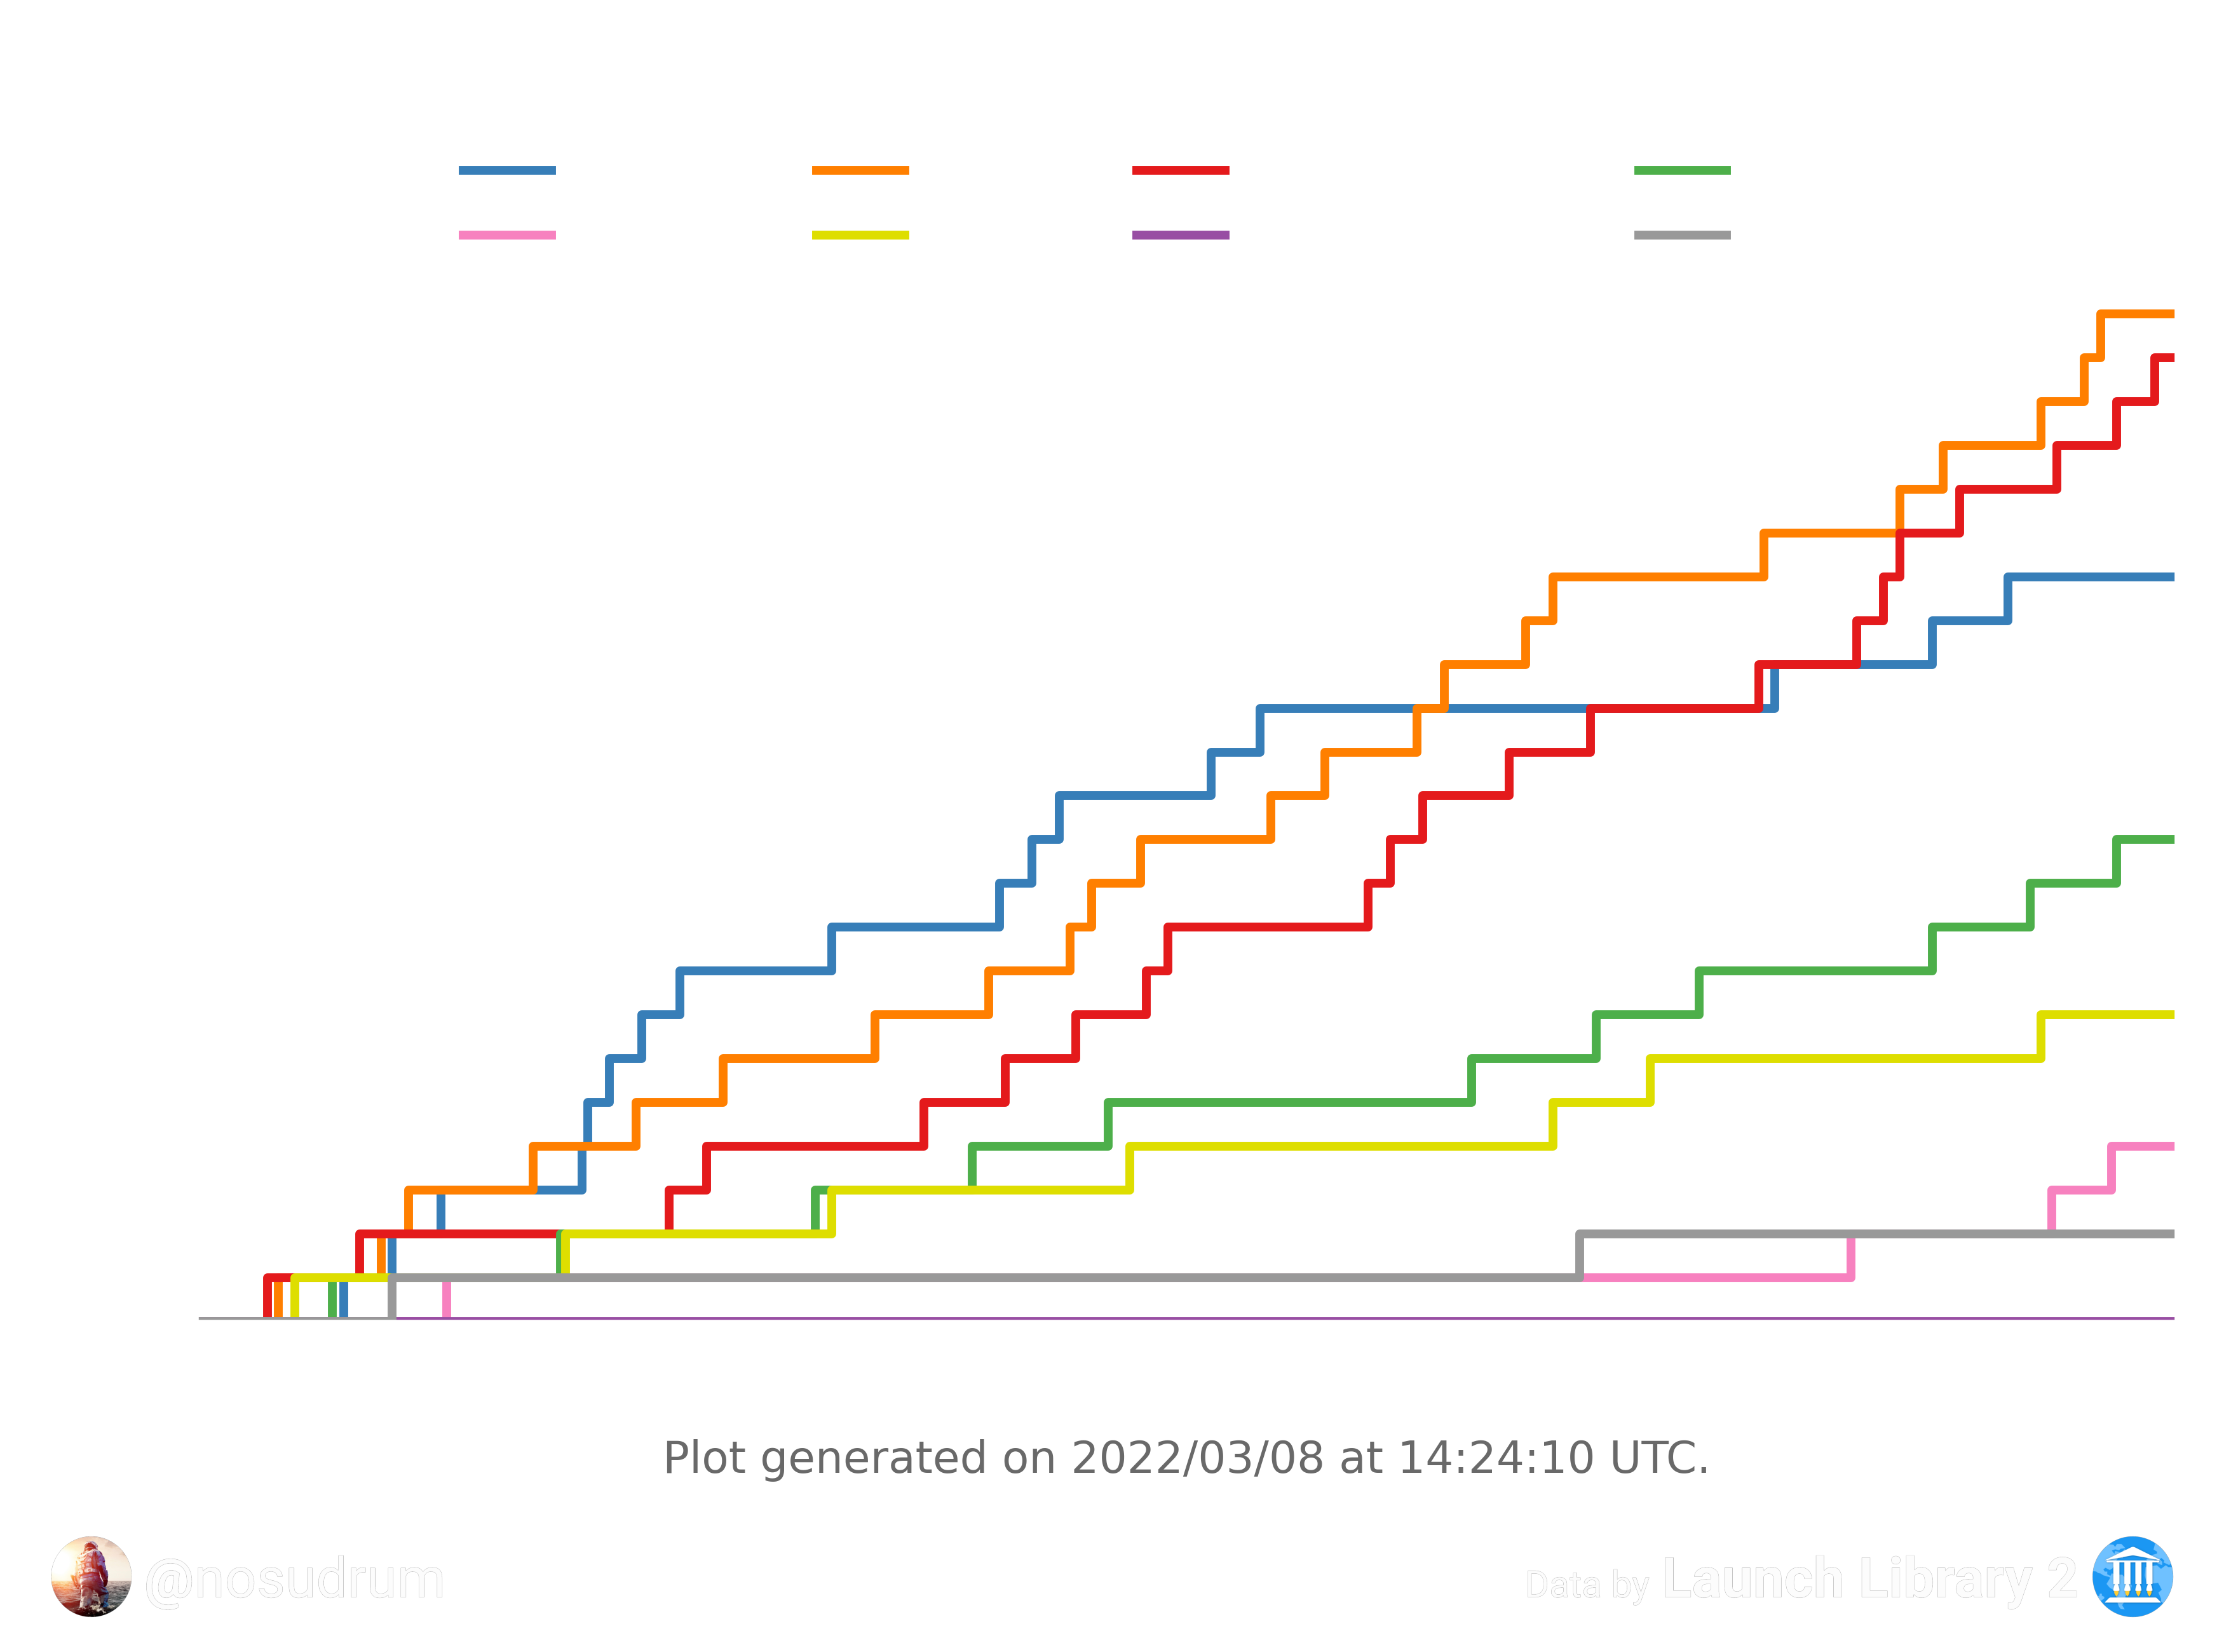 Plot generated on 2022/03/08 at 14:24:10 UTC.
@nosudrum
Data by Launch Library 2